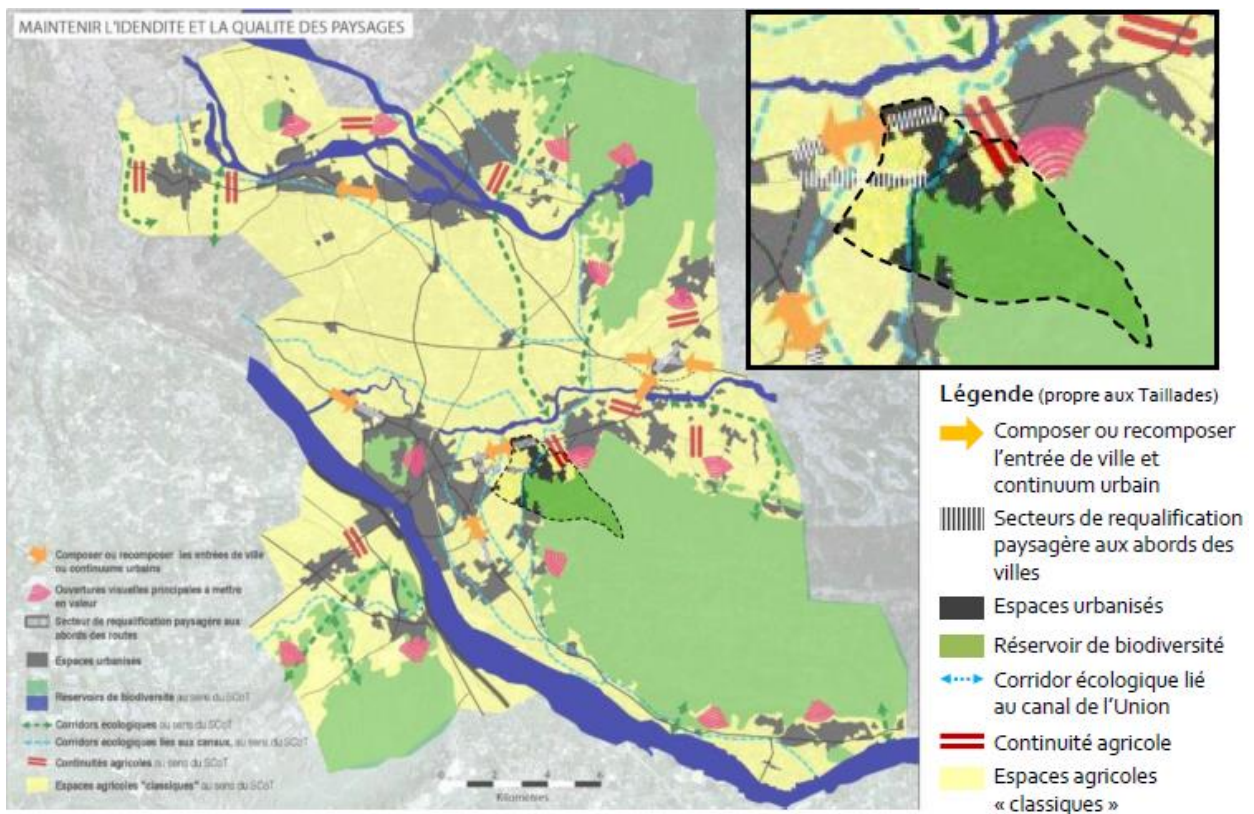 MAINTENIR L'IDENDITE ET LA QUALITE DES PAYSAGES
Composer ou recomposer les entrées de ville
ou continuums urbains
Ouvertures visuelles principales à mettre
en valeur
Secteur de requalification paysagère aux
abords des routes
Espaces urbanisés
Réservoirs de biodiversité au sens du SCoT
Corridors écologiques au sens du SCoT
Corridors écologiques liés aux canaux, au sens du SCoT
Continuités agricoles au sens du SCoT
Espaces agricoles "classiques" au sens du SCoT
0 2 4 6
Kilomètres
Légende (propre aux Taillades)
Composer ou recomposer
l'entrée de ville et
continuum urbain
Secteurs de requalification
paysagère aux abords des
villes
Espaces urbanisés
Réservoir de biodiversité
Corridor écologique lié
au canal de l'Union
Continuité agricole
Espaces agricoles
« classiques »